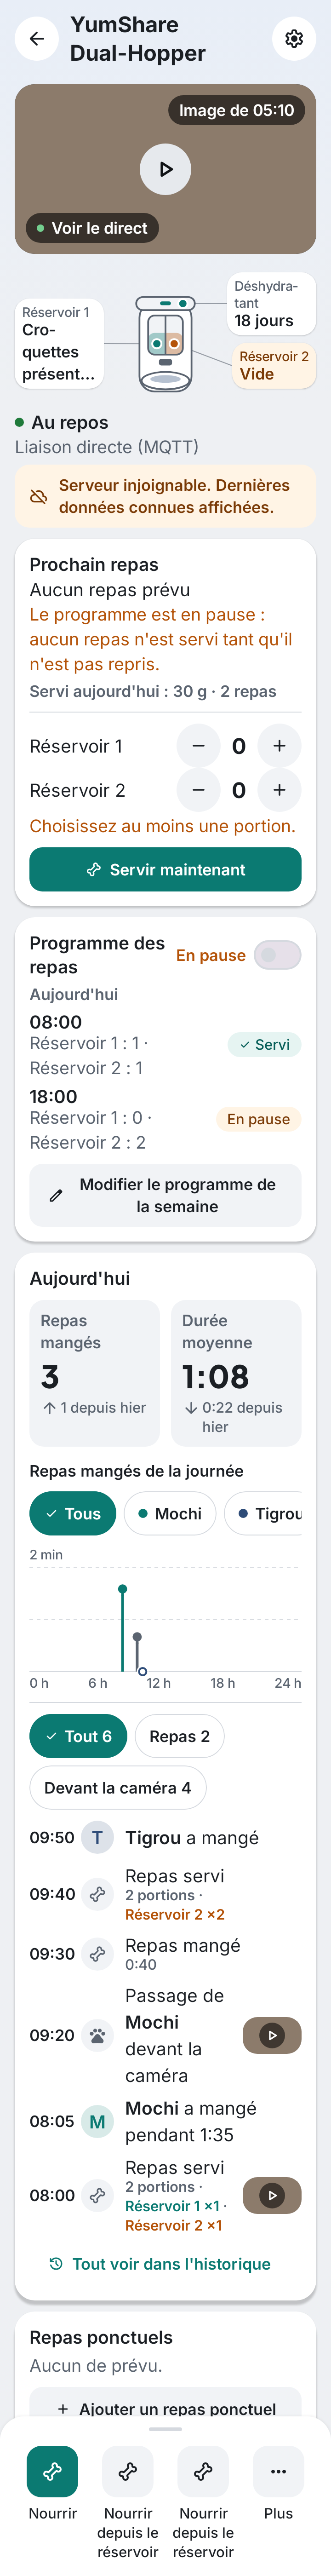 YumShare
Dual-Hopper
Image de 05:10
Voir le direct
Réservoir 1
Cro-
quettes
présent…
Déshydra-
tant
18 jours
Réservoir 2
Vide
Au repos
Liaison directe (MQTT)
Serveur injoignable. Dernières
données connues affichées.
Prochain repas
Aucun repas prévu
Le programme est en pause :
aucun repas n'est servi tant qu'il
n'est pas repris.
Servi aujourd'hui : 30 g · 2 repas
Réservoir 1 − 0 +
Réservoir 2 − 0 +
Choisissez au moins une portion.
Servir maintenant
Programme des
repas
En pause
Aujourd'hui
08:00
Réservoir 1 : 1 ·
Réservoir 2 : 1
Servi
18:00
Réservoir 1 : 0 ·
Réservoir 2 : 2
En pause
Modifier le programme de
la semaine
Aujourd'hui
Repas
mangés
3
1 depuis hier
Durée
moyenne
1:08
0:22 depuis
hier
Repas mangés de la journée
Tous Mochi Tigrou
2 min
0 h 6 h 12 h 18 h 24 h
Tout 6 Repas 2
Devant la caméra 4
09:50 T Tigrou a mangé
09:40 Repas servi
2 portions ·
Réservoir 2 ×2
09:30 Repas mangé
0:40
09:20 Passage de
Mochi
devant la
caméra
08:05 M Mochi a mangé
pendant 1:35
08:00 Repas servi
2 portions ·
Réservoir 1 ×1 ·
Réservoir 2 ×1
Tout voir dans l'historique
Repas ponctuels
Aucun de prévu.
+ Ajouter un repas ponctuel
Nourrir
Nourrir
depuis le
réservoir
Nourrir
depuis le
réservoir
Plus